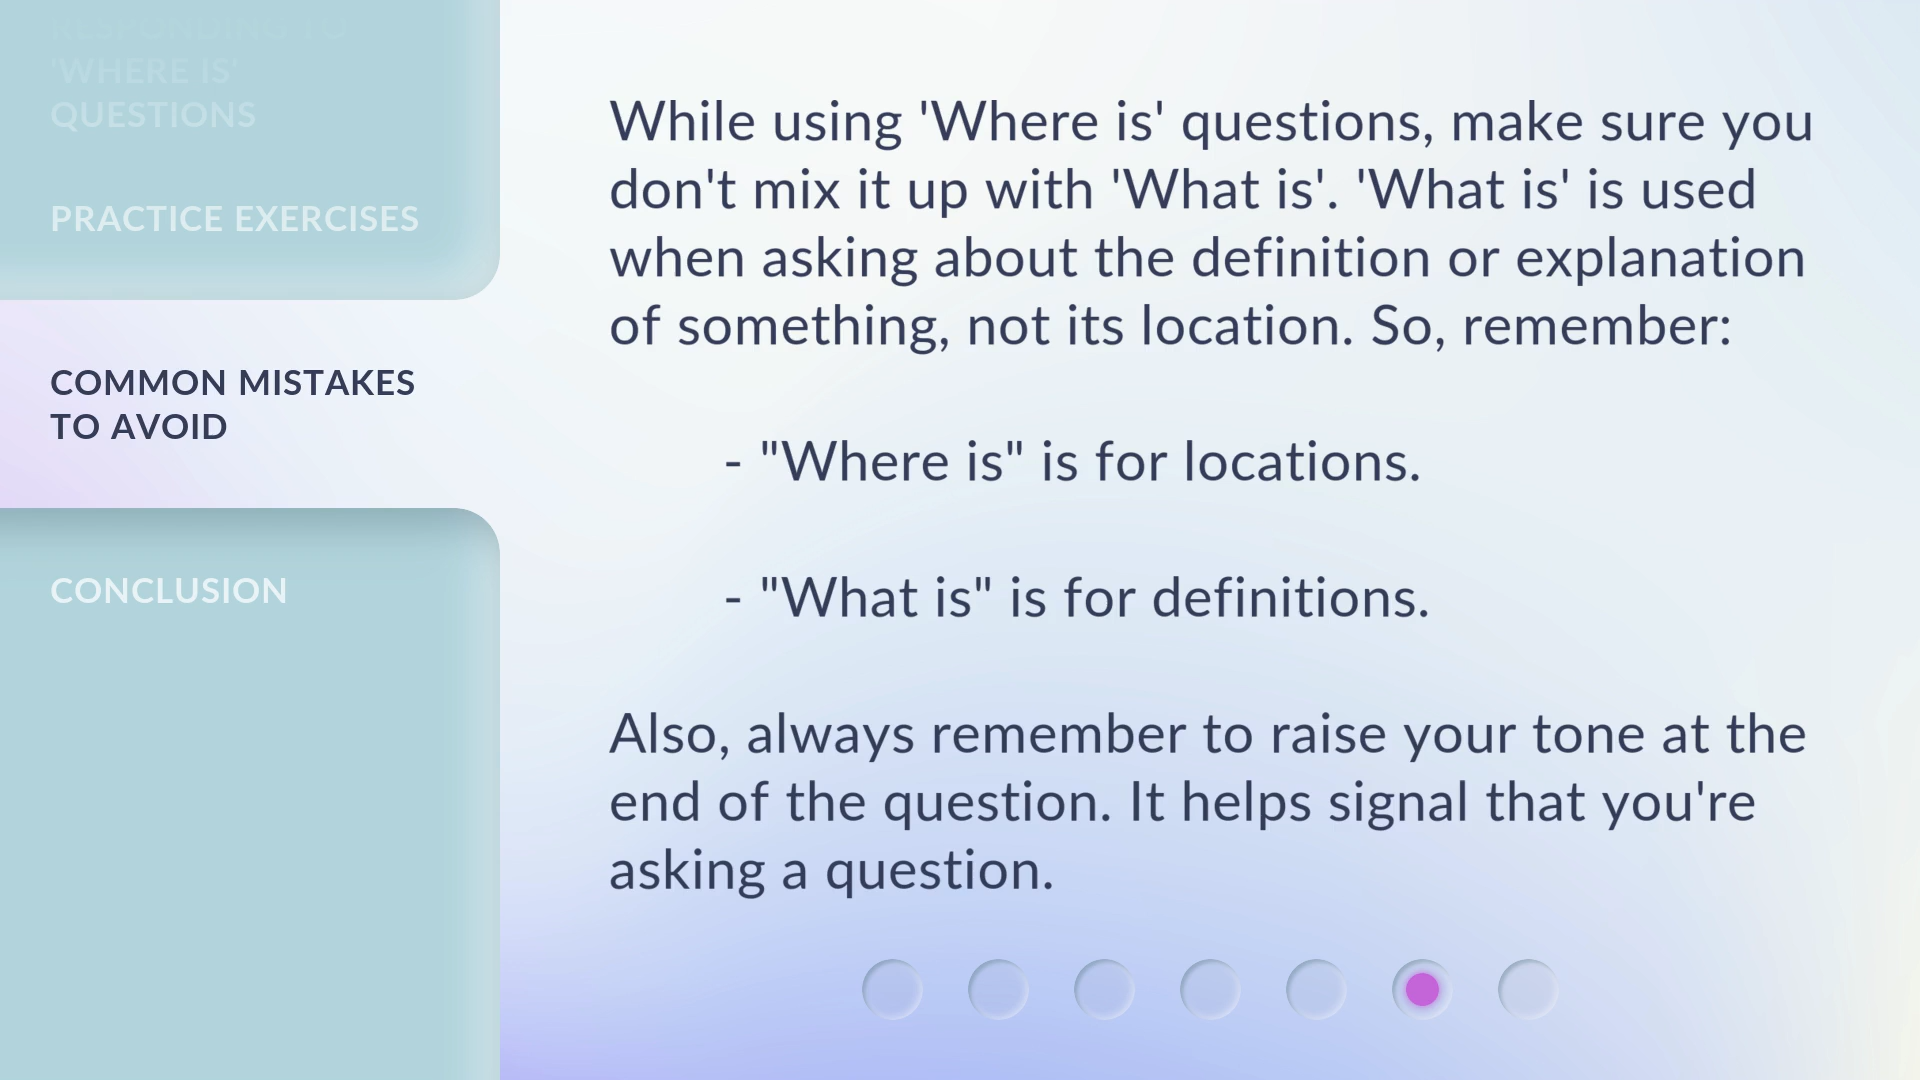 RESPONDING TO
'WHERE IS'
QUESTIONS
PRACTICE EXERCISES
COMMON MISTAKES
TO AVOID
CONCLUSION
While using 'Where is' questions, make sure you
don't mix it up with 'What is'. 'What is' is used
when asking about the definition or explanation
of something, not its location. So, remember:
- "Where is" is for locations.
- "What is" is for definitions.
Also, always remember to raise your tone at the
end of the question. It helps signal that you're
asking a question.